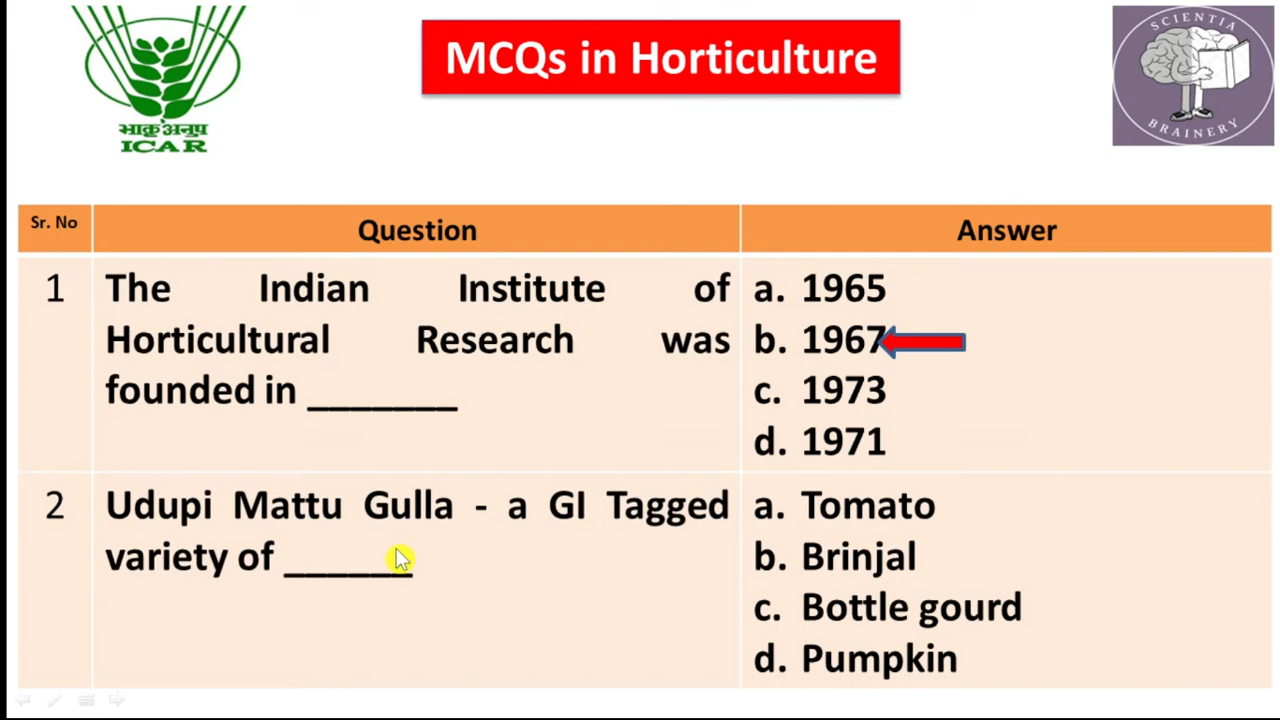 MCQs in Horticulture
SCIENTIA
BRAINERY
भाकृअनुप
ICAR
Sr. No
Question
Answer
1
The Indian Institute of
Horticultural Research was
founded in _______
a. 1965
b. 1967
c. 1973
d. 1971
2
Udupi Mattu Gulla - a GI Tagged
variety of ______
a. Tomato
b. Brinjal
c. Bottle gourd
d. Pumpkin